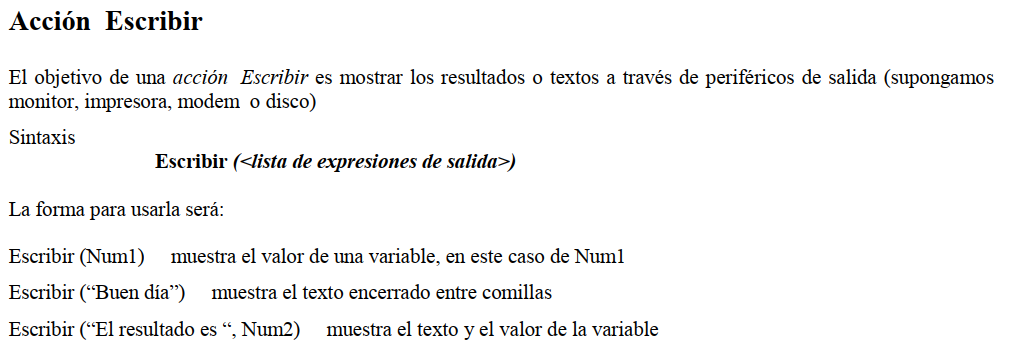 Acción Escribir
El objetivo de una acción Escribir es mostrar los resultados o textos a través de periféricos de salida (supongamos
monitor, impresora, modem o disco)
Sintaxis
Escribir (<lista de expresiones de salida>)
La forma para usarla será:
Escribir (Num1) muestra el valor de una variable, en este caso de Num1
Escribir (“Buen día”) muestra el texto encerrado entre comillas
Escribir (“El resultado es “, Num2) muestra el texto y el valor de la variable